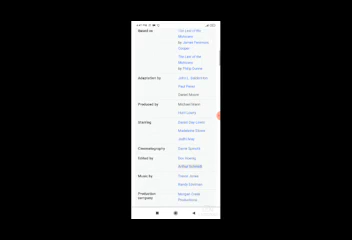 Based on
The Last of the
Mohicans
by James Fenimore
Cooper
The Last of the
Mohicans
by Philip Dunne
Adaptation by
John L. Balderston
Paul Perez
Daniel Moore
Produced by
Michael Mann
Hunt Lowry
Starring
Daniel Day-Lewis
Madeleine Stowe
Jodhi May
Cinematography
Dante Spinotti
Edited by
Dov Hoenig
Arthur Schmidt
Music by
Trevor Jones
Randy Edelman
Production
company
Morgan Creek
Productions